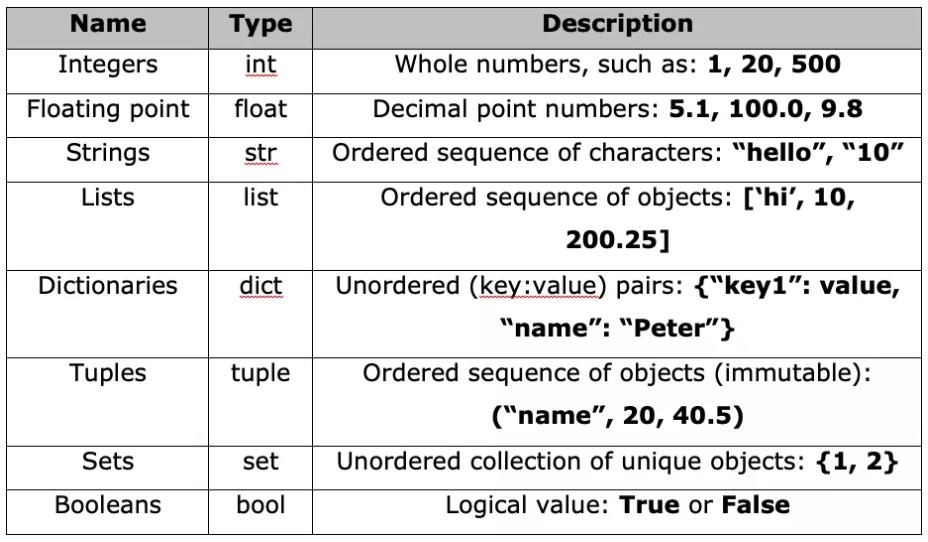 Name Type Description
Integers int Whole numbers, such as: 1, 20, 500
Floating point float Decimal point numbers: 5.1, 100.0, 9.8
Strings str Ordered sequence of characters: “hello”, “10”
Lists list Ordered sequence of objects: [‘hi’, 10,
200.25]
Dictionaries dict Unordered (key:value) pairs: {“key1”: value,
“name”: “Peter”}
Tuples tuple Ordered sequence of objects (immutable):
(“name”, 20, 40.5)
Sets set Unordered collection of unique objects: {1, 2}
Booleans bool Logical value: True or False